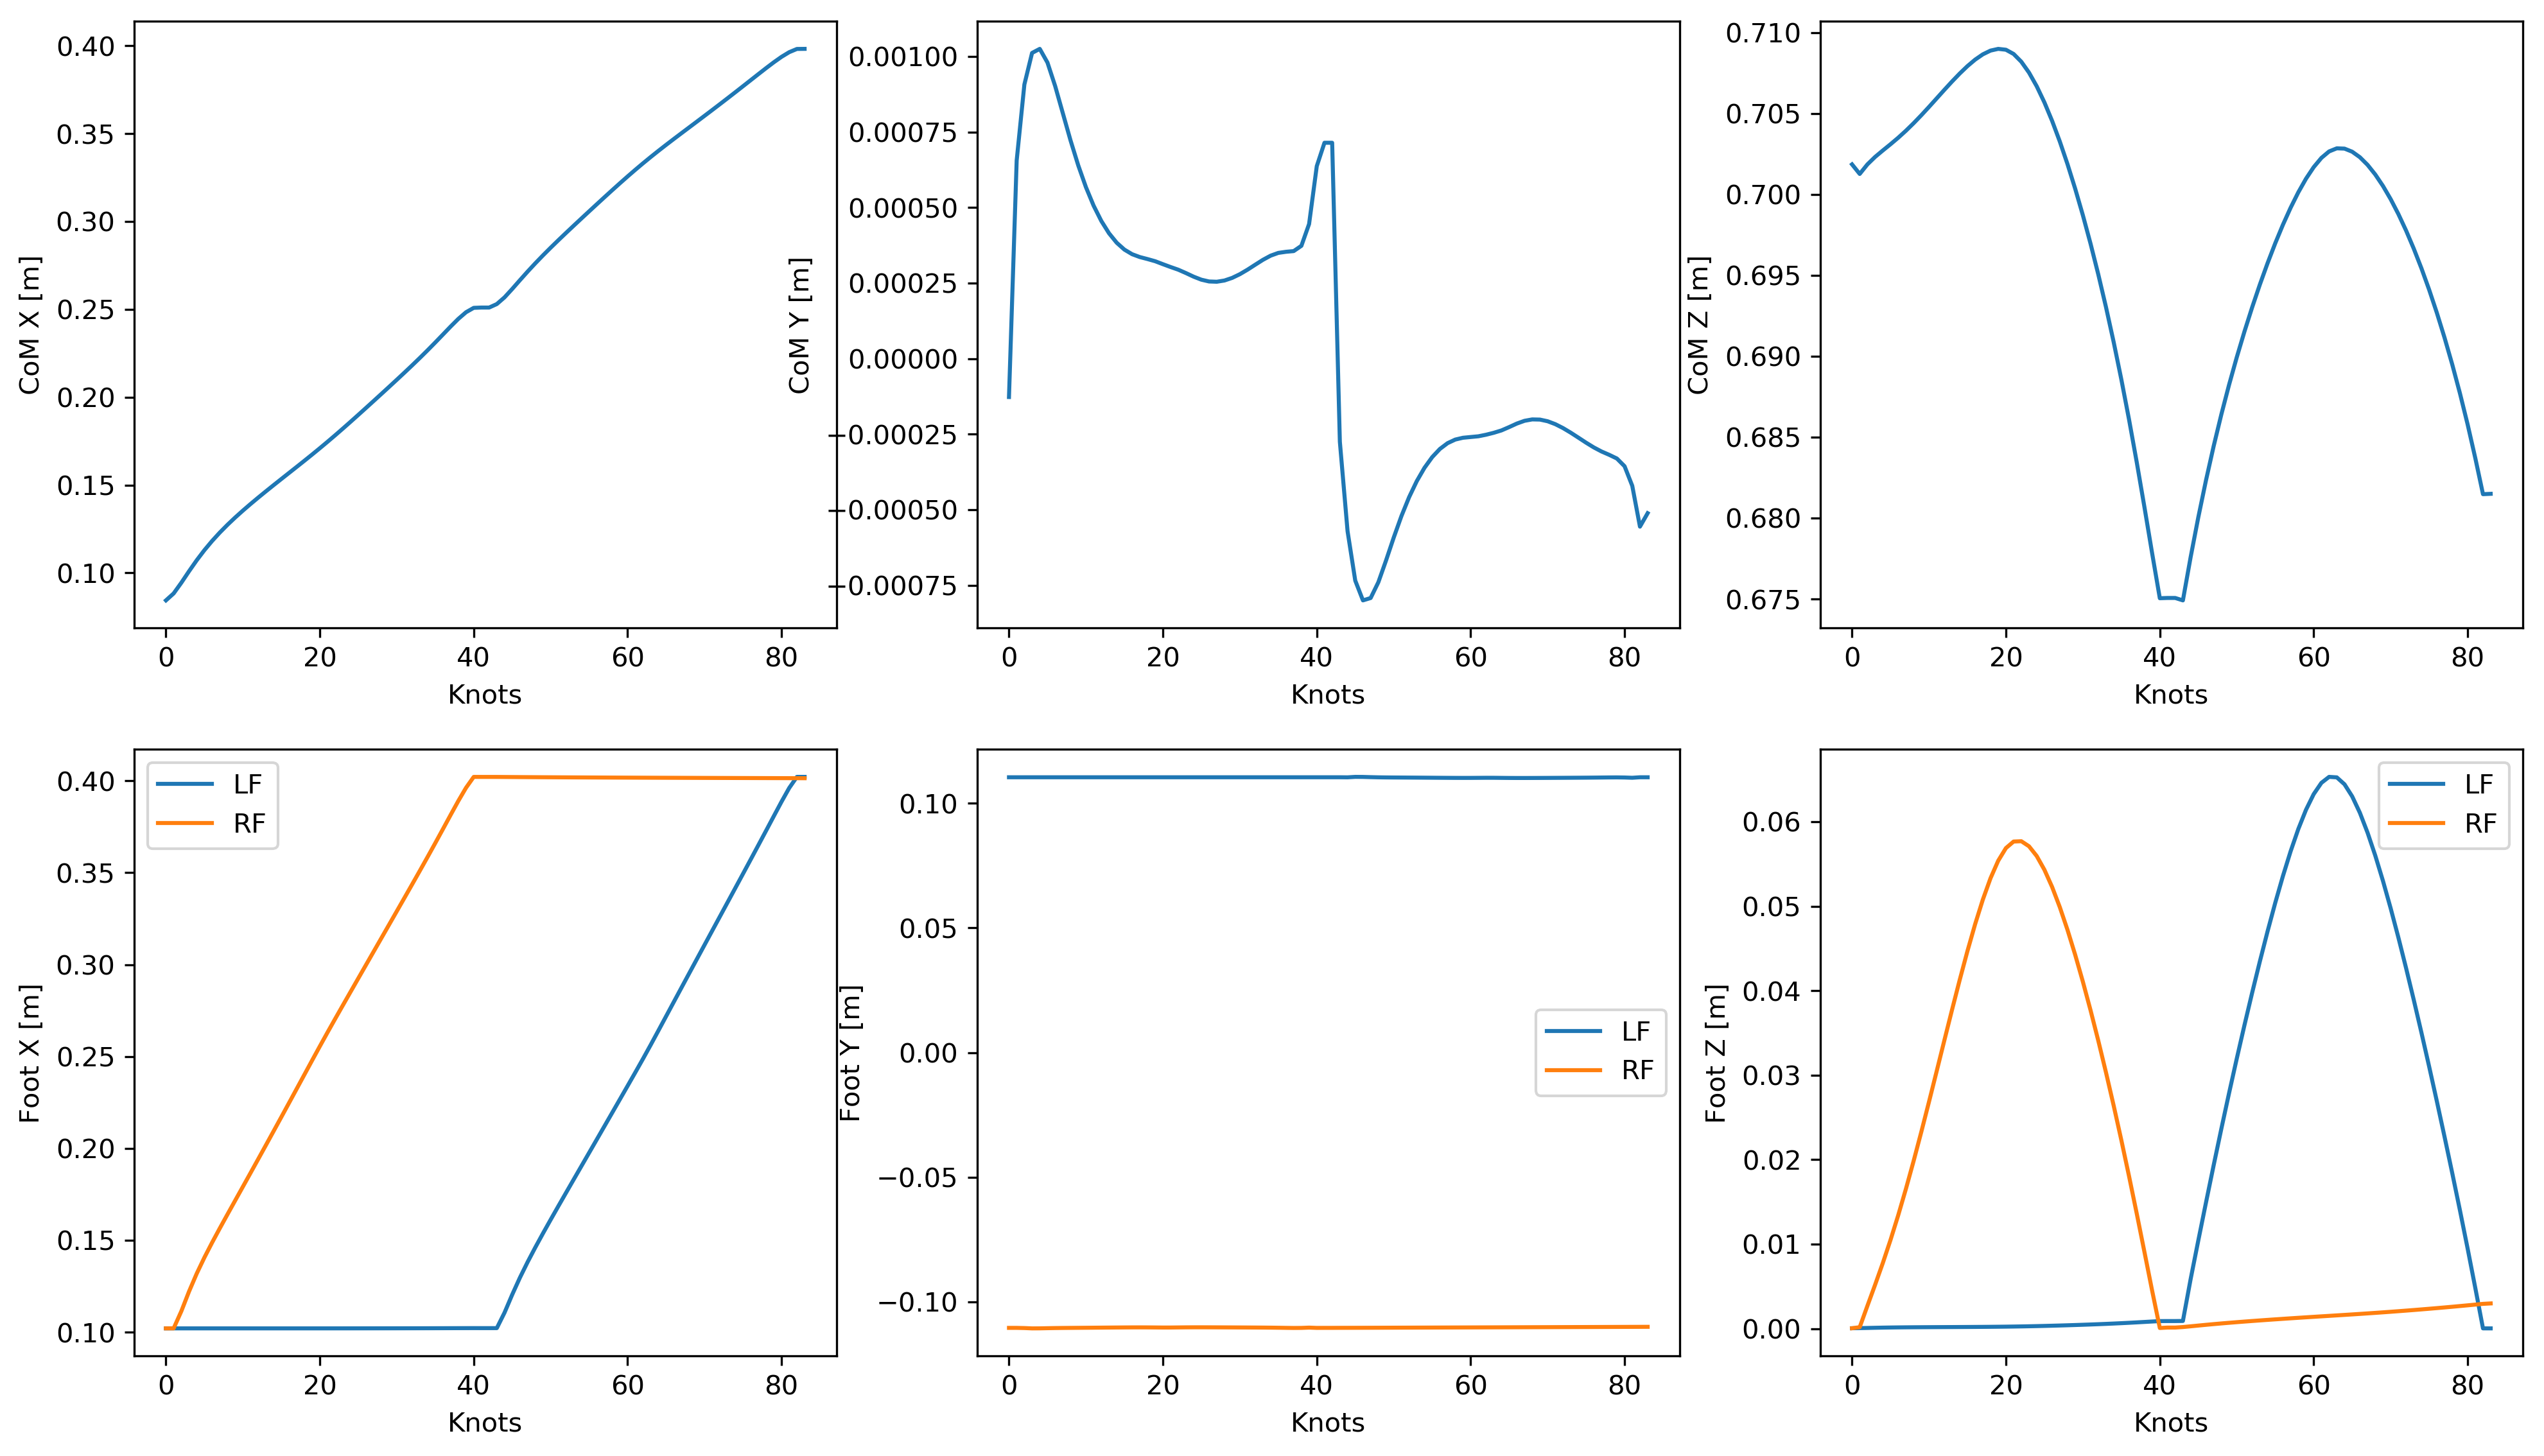 0.40
0.35
0.30
0.25
0.20
0.15
0.10
CoM X [m]
0 20 40 60 80
Knots
0.00100
0.00075
0.00050
0.00025
0.00000
−0.00025
−0.00050
−0.00075
CoM Y [m]
0 20 40 60 80
Knots
0.710
0.705
0.700
0.695
0.690
0.685
0.680
0.675
CoM Z [m]
0 20 40 60 80
Knots
LF
RF
0.40
0.35
0.30
0.25
0.20
0.15
0.10
Foot X [m]
0 20 40 60 80
Knots
0.10
0.05
0.00
−0.05
−0.10
Foot Y [m]
LF
RF
0 20 40 60 80
Knots
LF
RF
0.06
0.05
0.04
0.03
0.02
0.01
0.00
Foot Z [m]
0 20 40 60 80
Knots